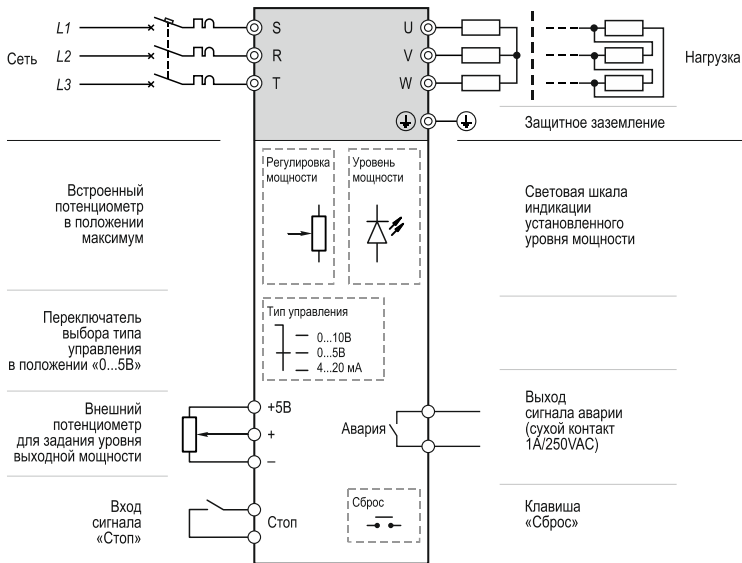 L1
S
U
Сеть
L2
R
V
Нагрузка
L3
T
W
Защитное заземление
Встроенный
потенциометр
в положении
максимум
Регулировка
мощности
Уровень
мощности
Световая шкала
индикации
установленного
уровня мощности
Переключатель
выбора типа
управления
в положении «0...5В»
Тип управления
0...10В
0...5В
4...20 мА
Внешний
потенциометр
для задания уровня
выходной мощности
+5В
+
–
Авария
Выход
сигнала аварии
(сухой контакт
1А/250VAC)
Вход
сигнала
«Стоп»
Стоп
Сброс
Клавиша
«Сброс»